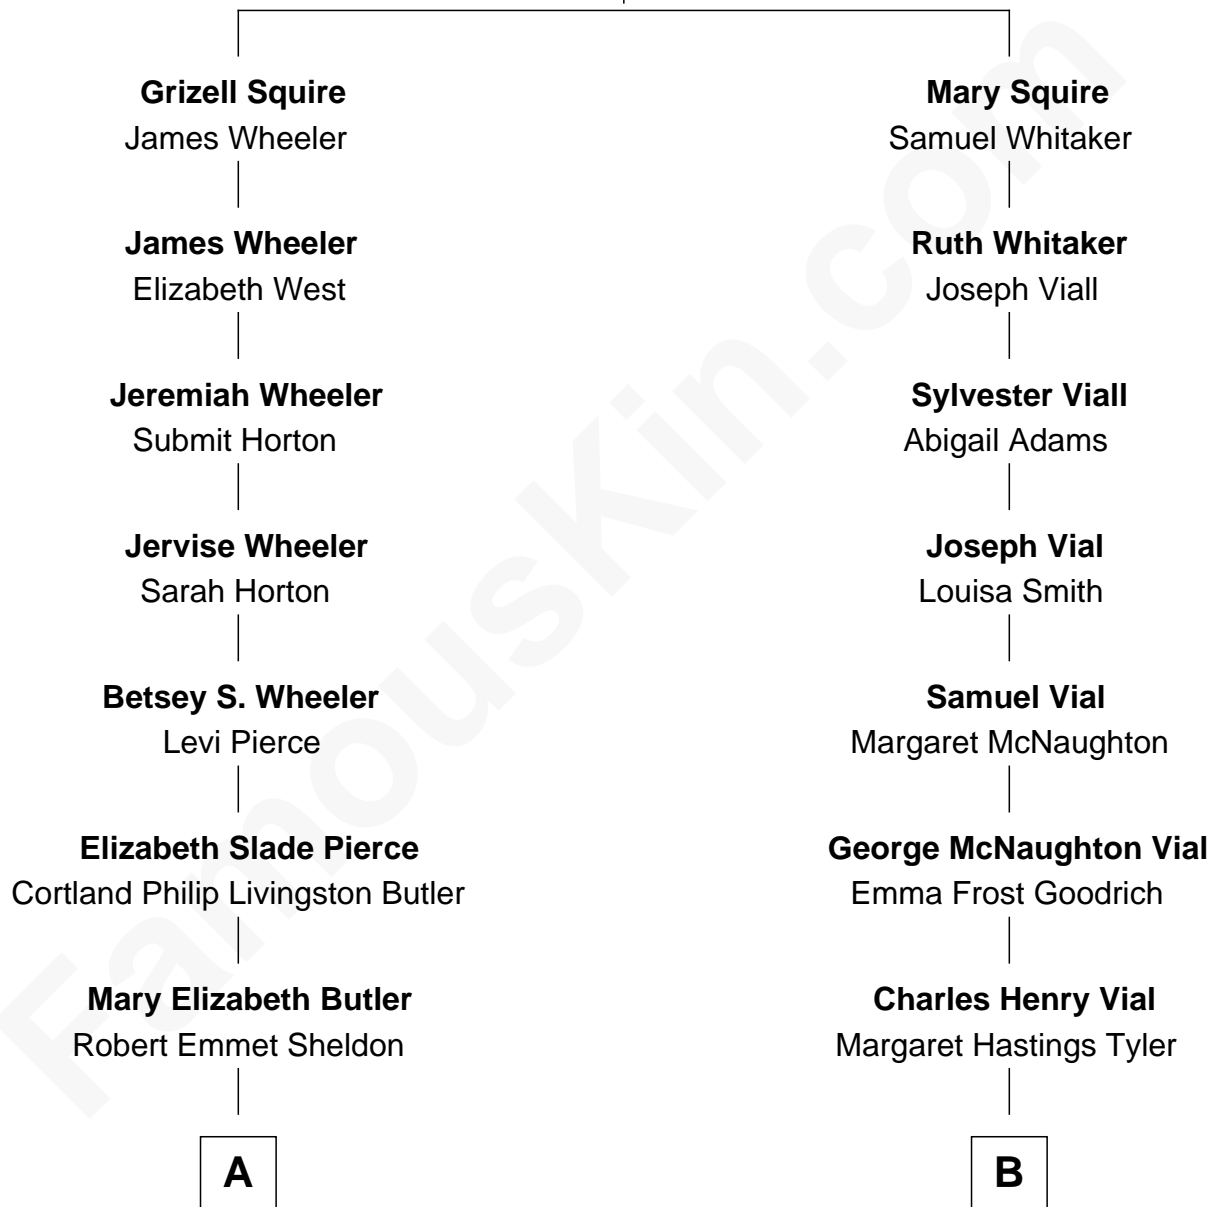 Grizell Squire
James Wheeler
James Wheeler
Elizabeth West
Jeremiah Wheeler
Submit Horton
Jervise Wheeler
Sarah Horton
Betsey S. Wheeler
Levi Pierce
Elizabeth Slade Pierce
Cortland Philip Livingston Butler
Mary Elizabeth Butler
Robert Emmet Sheldon
A
Mary Squire
Samuel Whitaker
Ruth Whitaker
Joseph Viall
Sylvester Viall
Abigail Adams
Joseph Vial
Louisa Smith
Samuel Vial
Margaret McNaughton
George McNaughton Vial
Emma Frost Goodrich
Charles Henry Vial
Margaret Hastings Tyler
B
FamousKin.com